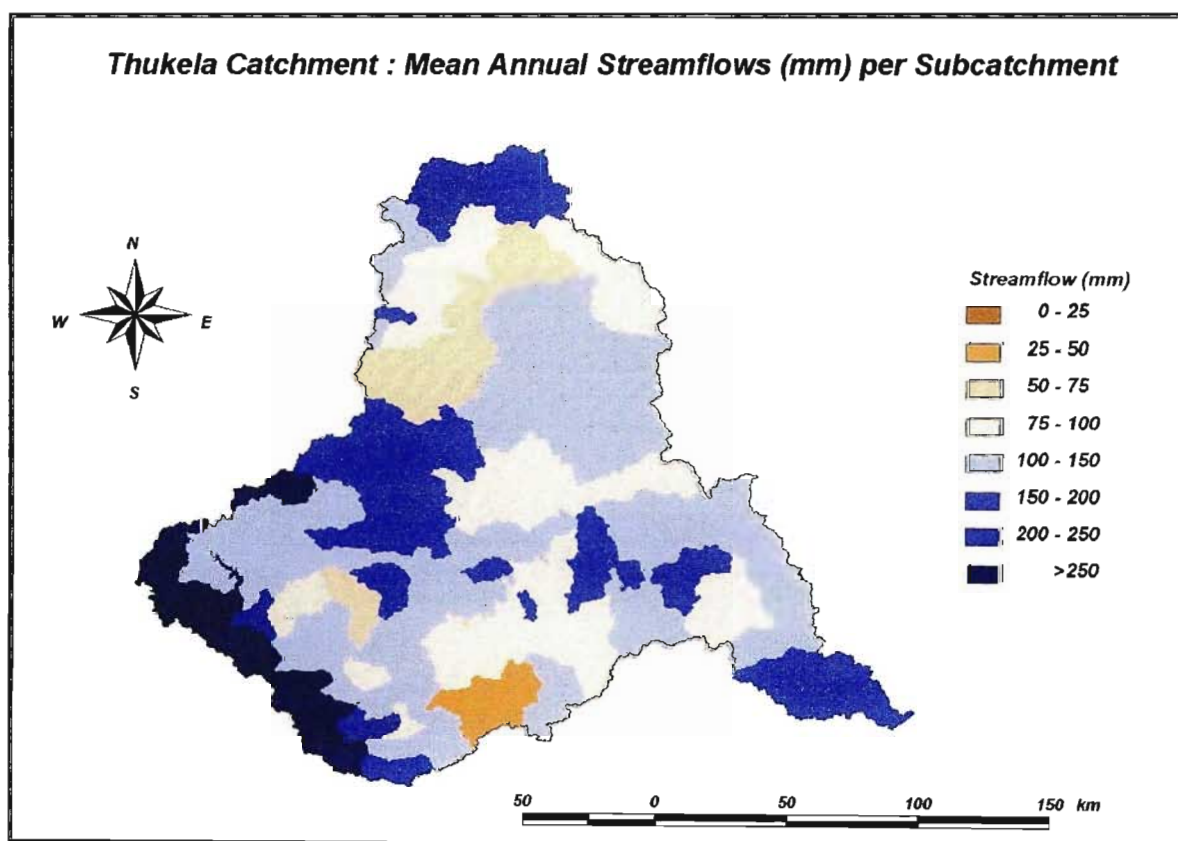 Thukela Catchment : Mean Annual Streamflows (mm) per Subcatchment
N
W
E
S
Streamflow (mm)
0 - 25
25 - 50
50 - 75
75 - 100
100 - 150
150 - 200
200 - 250
>250
50 0 50 100 150 km